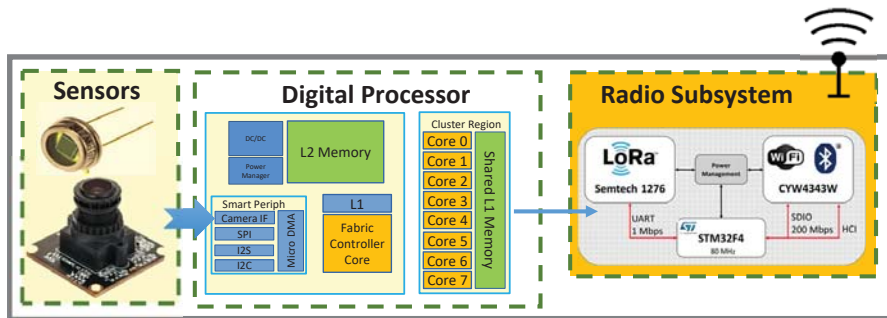 Sensors
Digital Processor
DC/DC
Power
Manager
L2 Memory
Smart Periph
Camera IF
SPI
I2S
I2C
Micro DMA
L1
Fabric
Controller
Core
Cluster Region
Core 0
Core 1
Core 2
Core 3
Core 4
Core 5
Core 6
Core 7
Shared L1 Memory
Radio Subsystem
LoRa
Semtech 1276
Power
Management
WiFi
CYW4343W
UART
1 Mbps
STM32F4
80 MHz
SDIO
200 Mbps
HCI